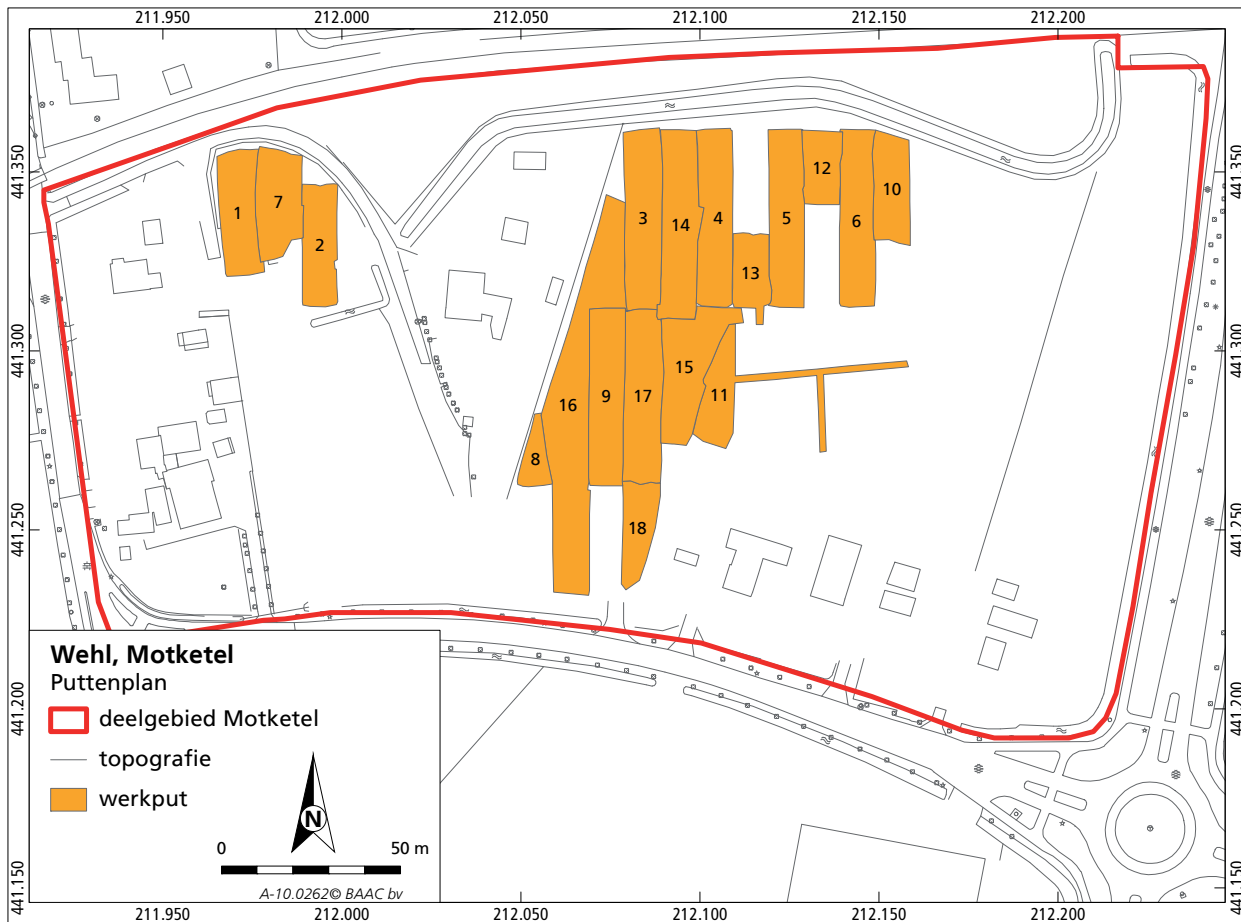 211.950 212.000 212.050 212.100 212.150 212.200
441.350 441.350
441.300 441.300
441.250 441.250
441.200 441.200
441.150 441.150
1
7
2
3
14
4
5
12
6
10
13
16
9
17
15
11
8
18
Wehl, Motketel
Puttenplan
deelgebied Motketel
topografie
werkput
N
0 50 m
A-10.0262© BAAC bv
211.950 212.000 212.050 212.100 212.150 212.200